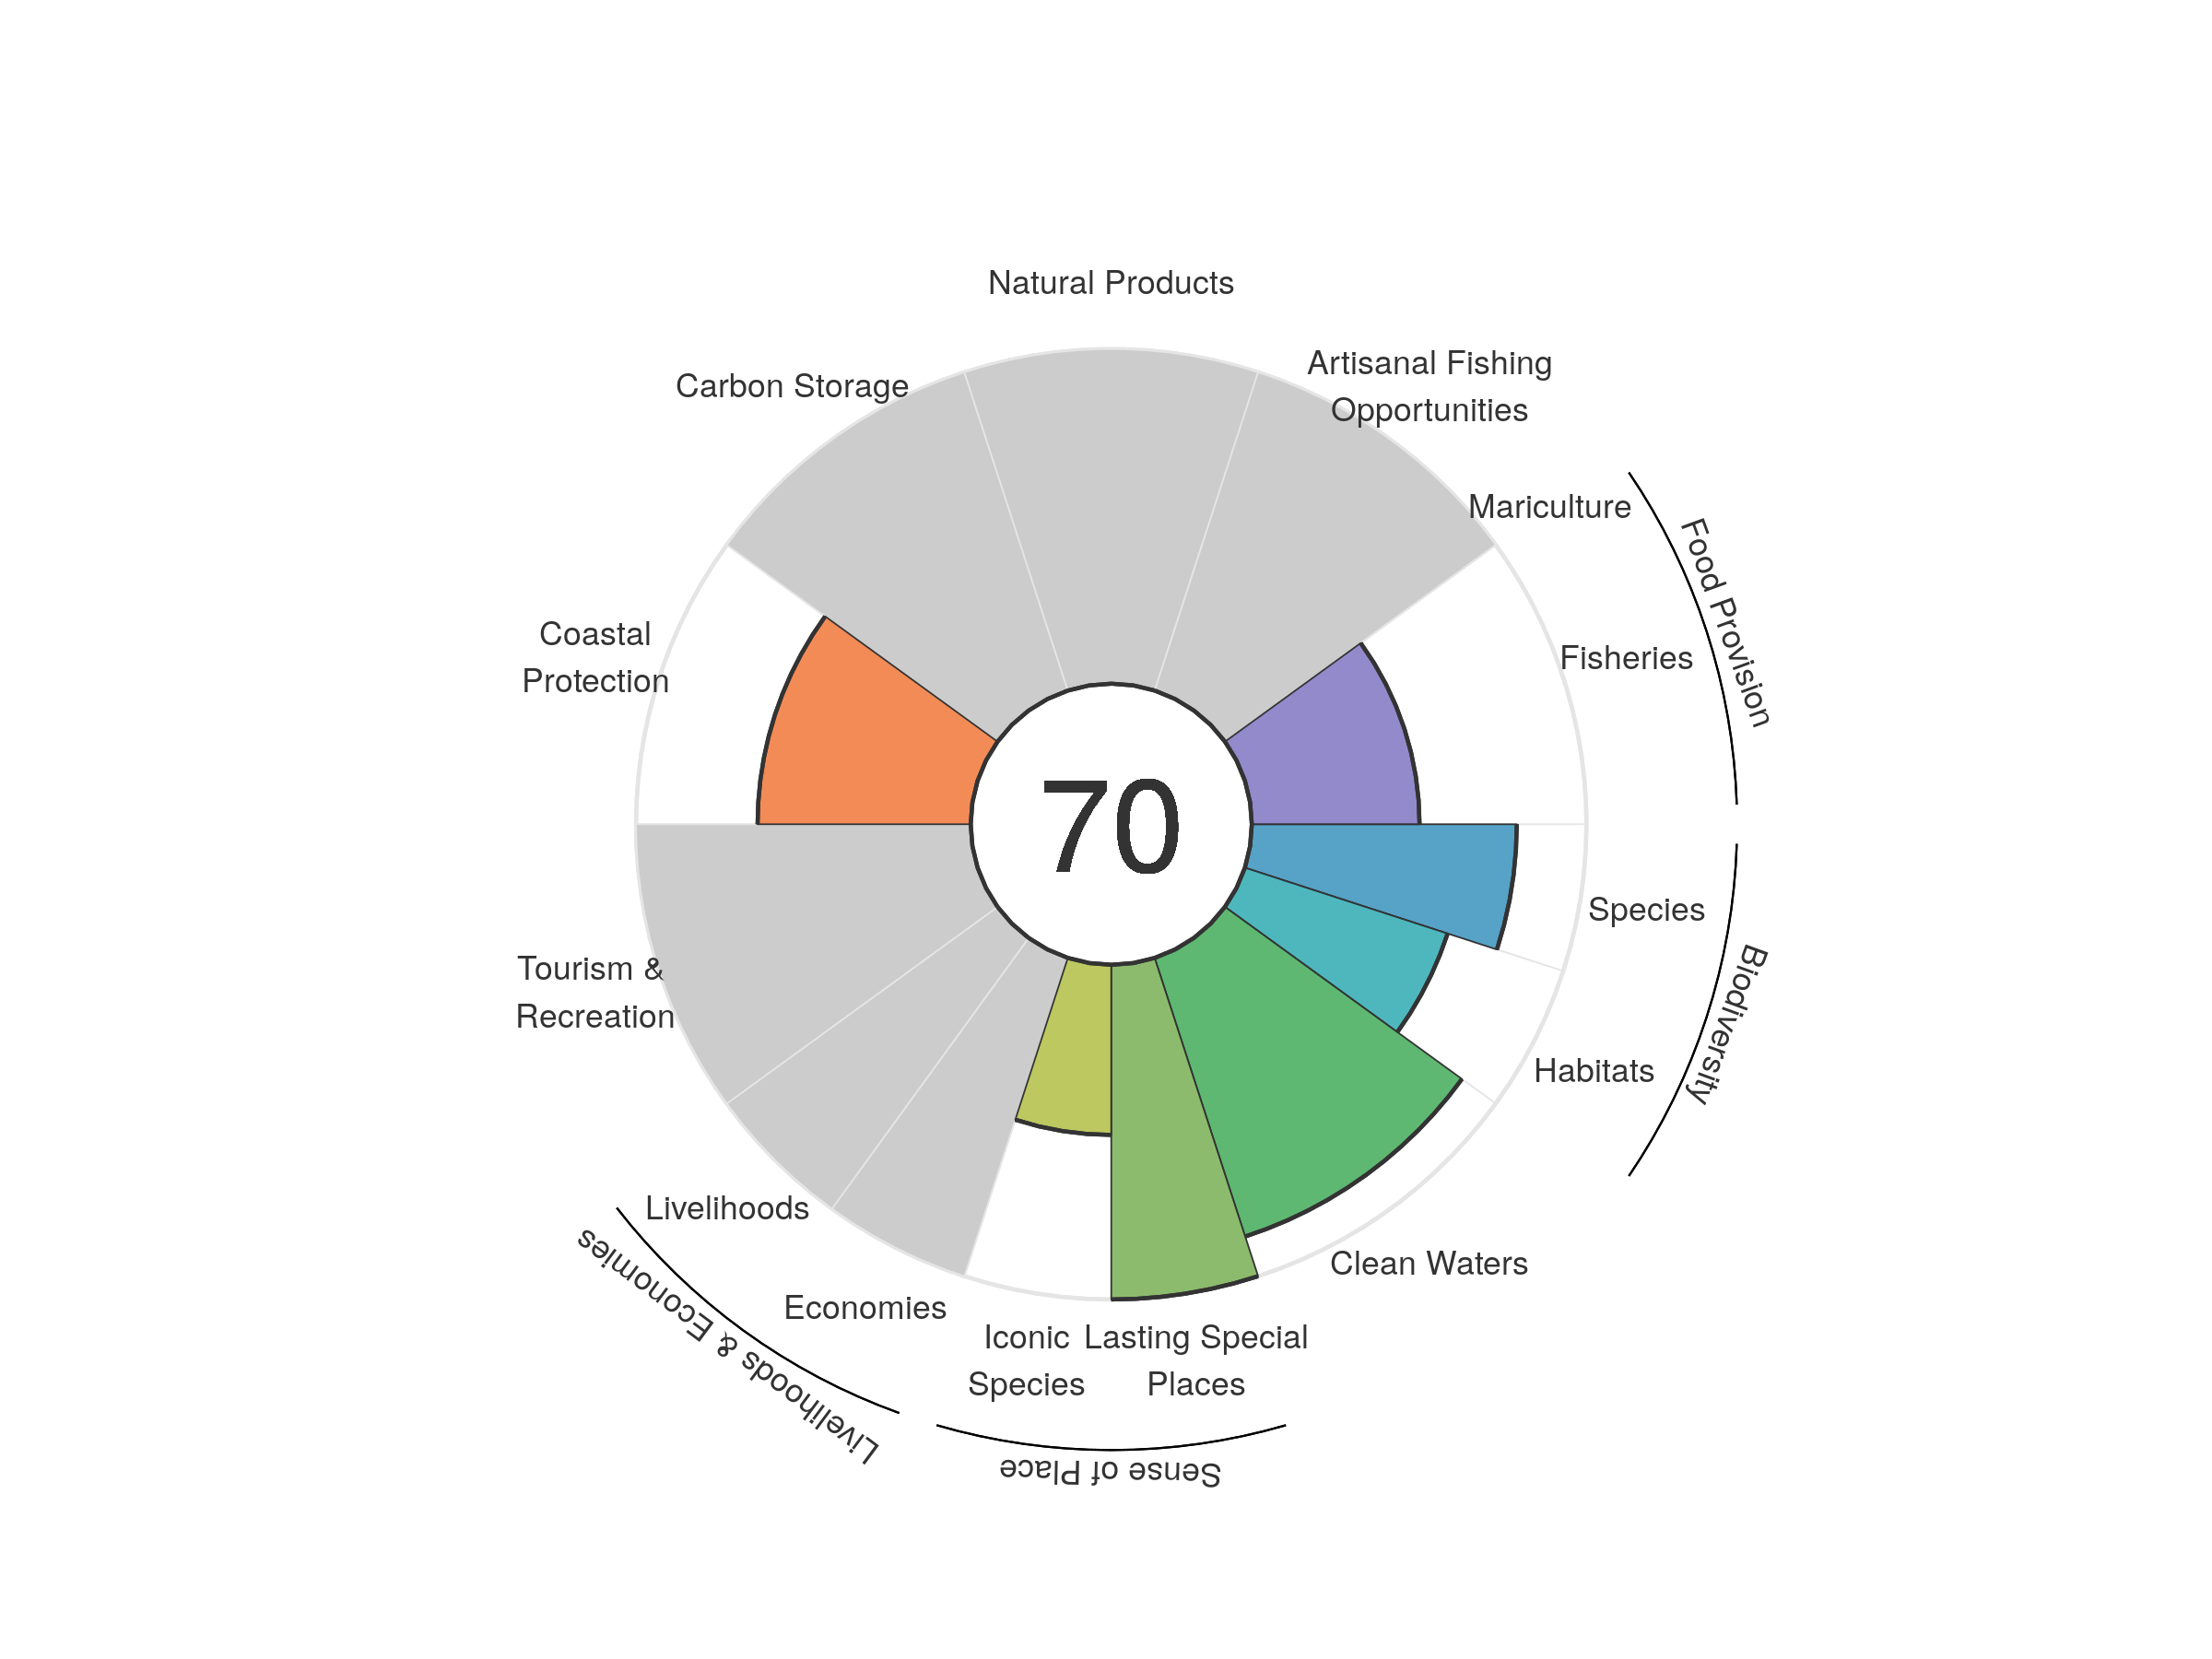 Natural Products
Artisanal Fishing
Opportunities
Carbon Storage
Mariculture
Food Provision
Fisheries
Coastal
Protection
70
Species
Biodiversity
Tourism &
Recreation
Habitats
Livelihoods
Clean Waters
Livelihoods & Economies
Economies
Iconic
Species
Lasting Special
Places
Sense of Place